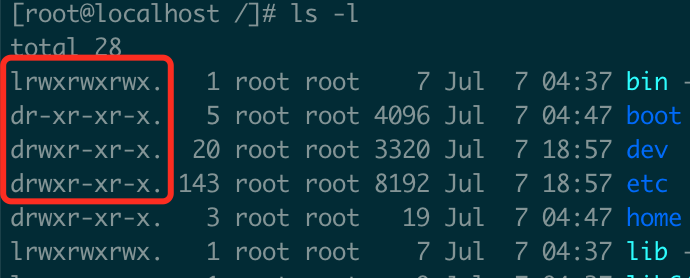 [root@localhost /]# ls -l
total 28
lrwxrwxrwx. 1 root root 7 Jul 7 04:37 bin -
dr-xr-xr-x. 5 root root 4096 Jul 7 04:47 boot
drwxr-xr-x. 20 root root 3320 Jul 7 18:57 dev
drwxr-xr-x. 143 root root 8192 Jul 7 18:57 etc
drwxr-xr-x. 3 root root 19 Jul 7 04:47 home
lrwxrwxrwx. 1 root root 7 Jul 7 04:37 lib -